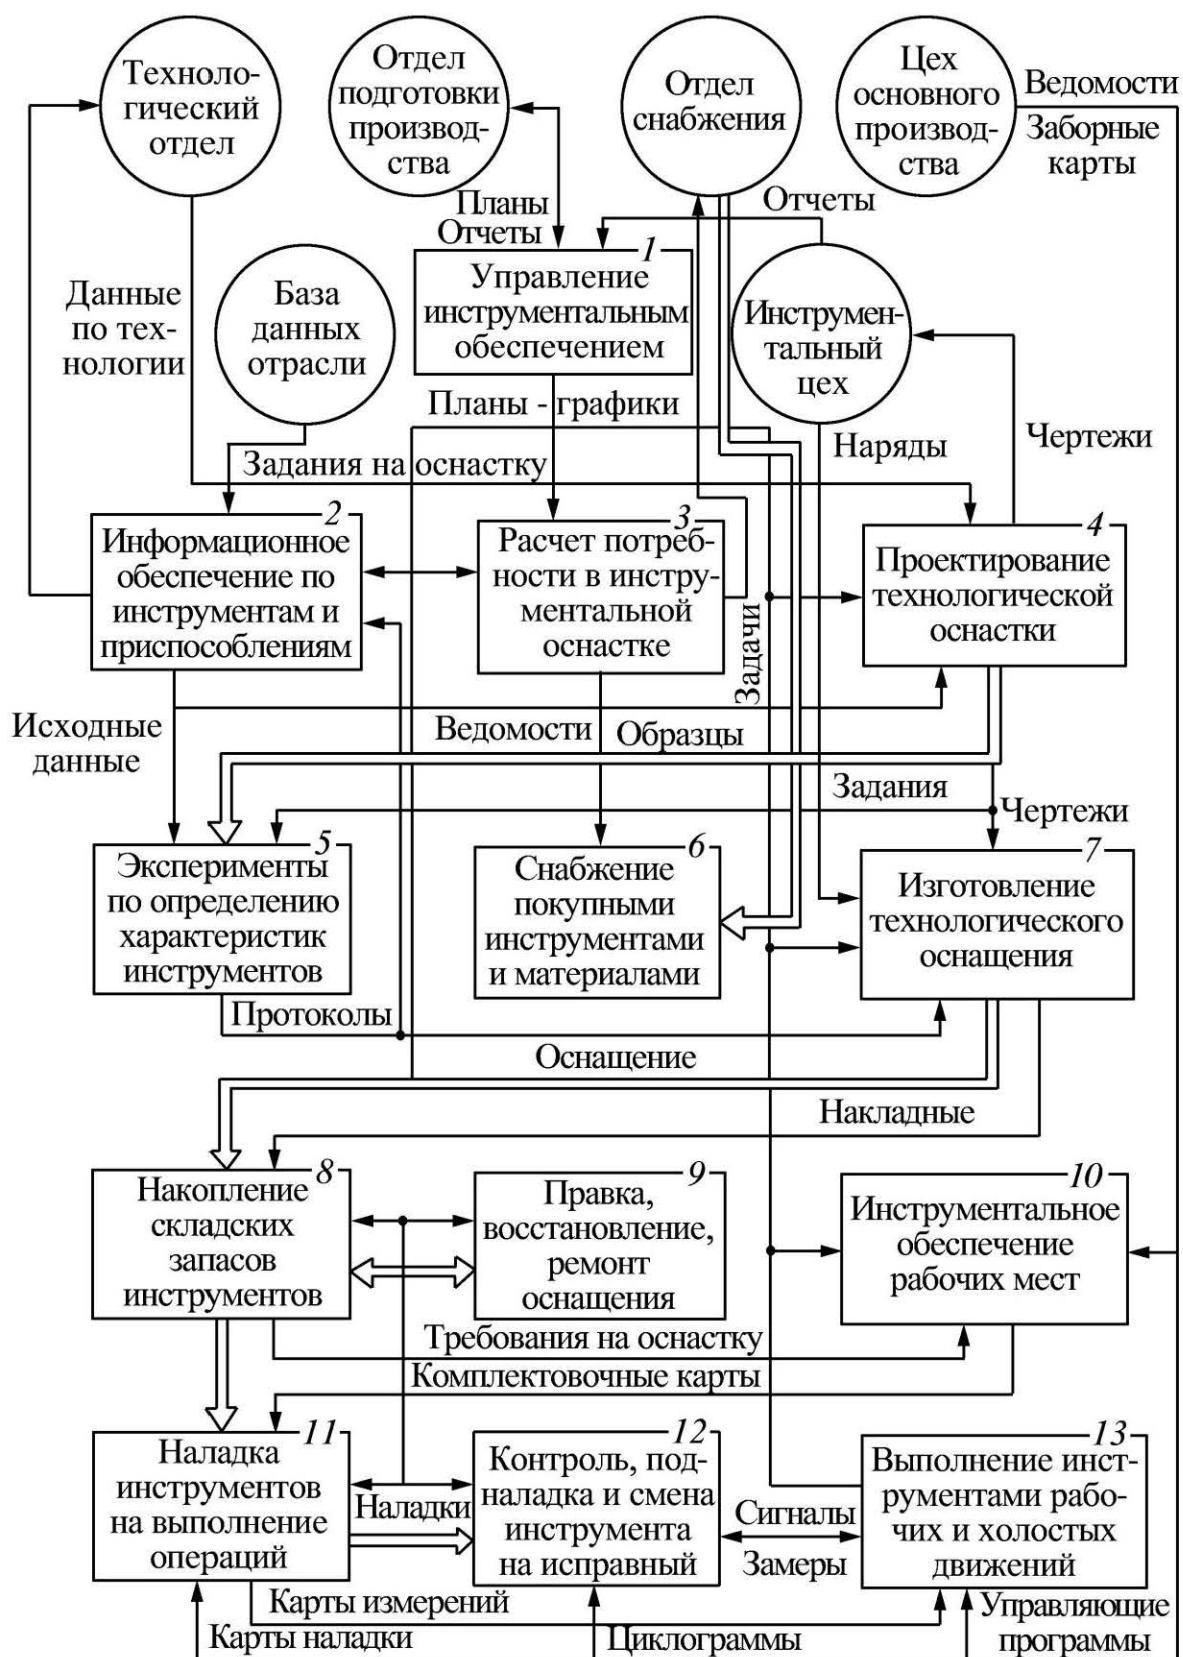 Техноло-
гический
отдел
Отдел
подготовки
производ-
ства
Отдел
снабжения
Цех
основного
производ-
ства
Ведомости
Заборные
карты
Планы
Отчеты
Отчеты
Данные
по тех-
нологии
База
данных
отрасли
1
Управление
инструментальным
обеспечением
Инструмен-
тальный
цех
Планы - графики
Задания на оснастку
Наряды
Чертежи
2
Информационное
обеспечение по
инструментам и
приспособлениям
3
Расчет потреб-
ности в инстру-
ментальной
оснастке
Задачи
4
Проектирование
технологической
оснастки
Исходные
данные
Ведомости
Образцы
Задания
Чертежи
5
Эксперименты
по определению
характеристик
инструментов
6
Снабжение
покупными
инструментами
и материалами
7
Изготовление
технологического
оснащения
Протоколы
Оснащение
Накладные
8
Накопление
складских
запасов
инструментов
9
Правка,
восстановление,
ремонт
оснащения
10
Инструментальное
обеспечение
рабочих мест
Требования на оснастку
Комплектовочные карты
11
Наладка
инструментов
на выполнение
операций
Наладки
12
Контроль, под-
наладка и смена
инструмента
на исправный
Сигналы
Замеры
13
Выполнение инст-
рументами рабо-
чих и холостых
движений
Карты измерений
Карты наладки
Циклограммы
Управляющие
программы